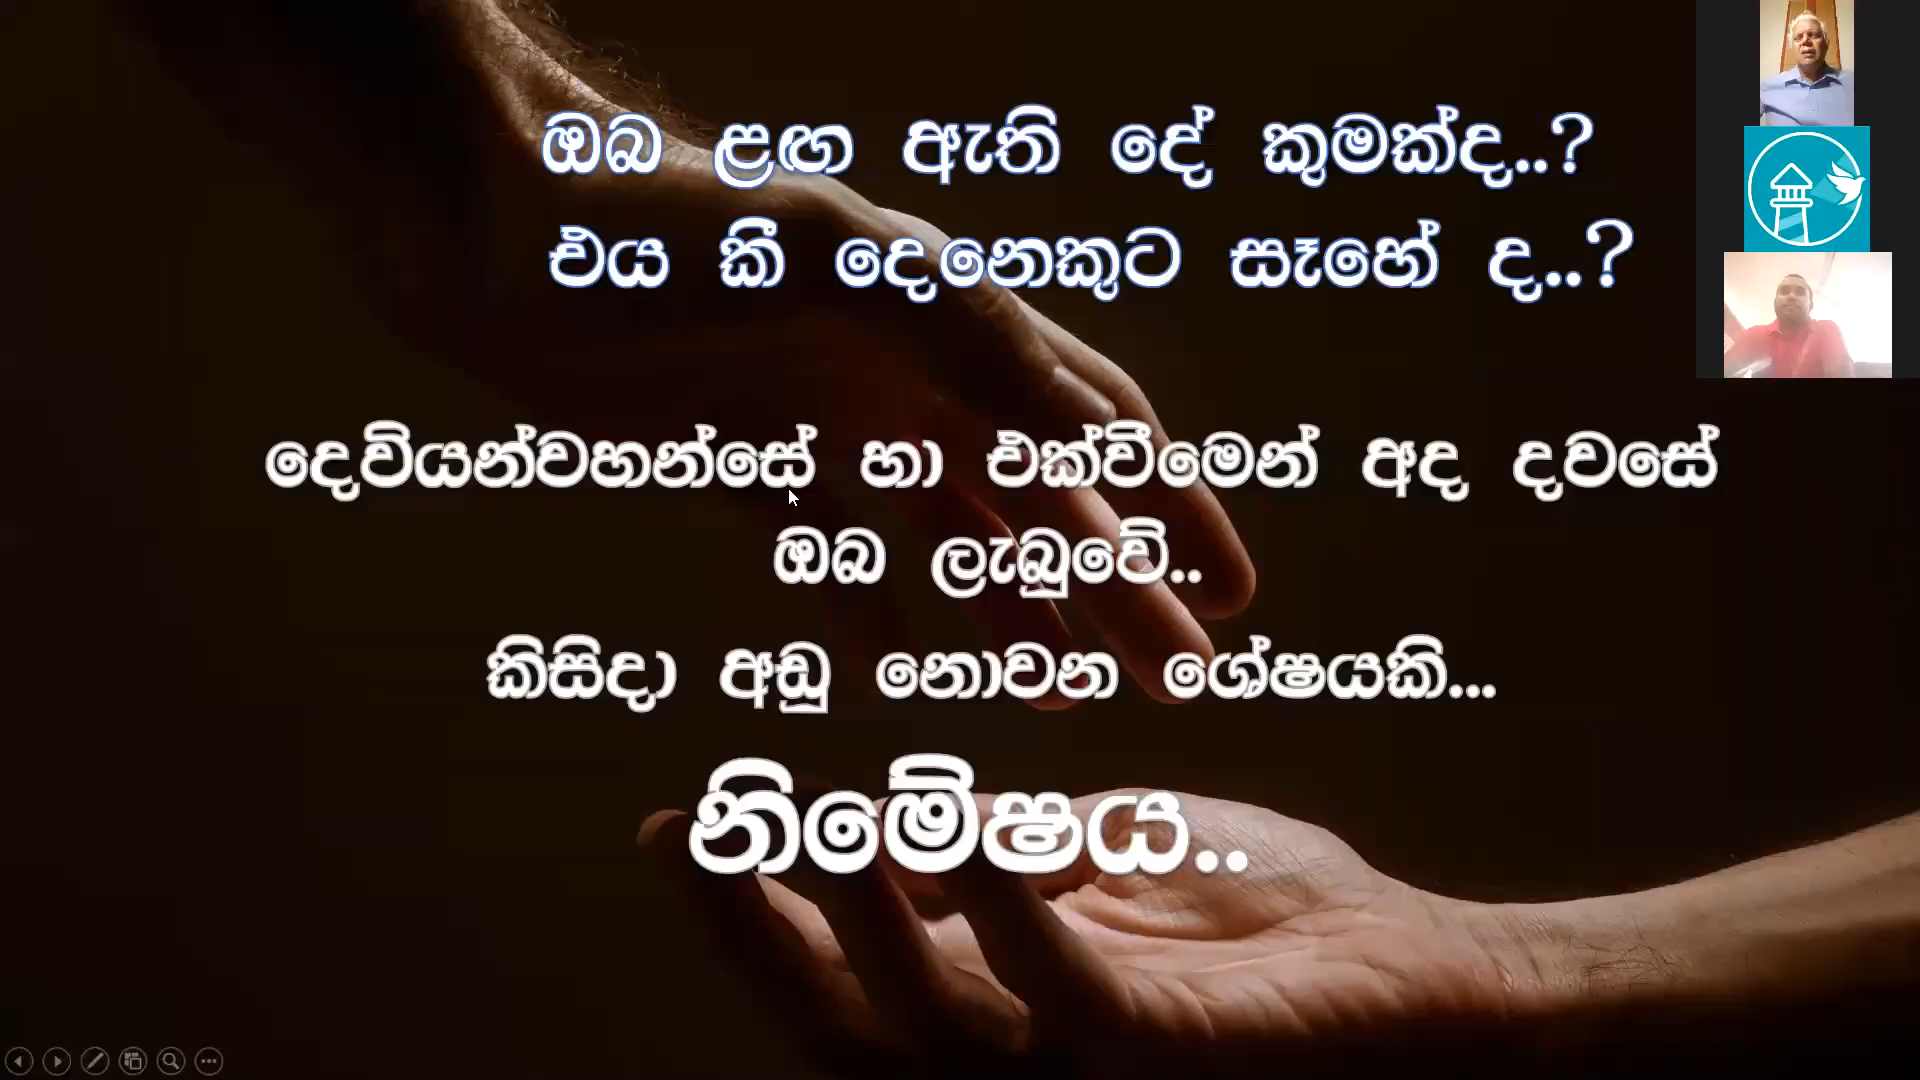 ඔබ ළඟ ඇති දේ කුමක්ද..?
එය කී දෙනෙකුට සෑහේ ද..?
දෙවියන්වහන්සේ හා එක්වීමෙන් අද දවසේ
ඔබ ලැබුවේ..
කිසිදා අඩු නොවන ශේෂයකි...
නිමේෂය..